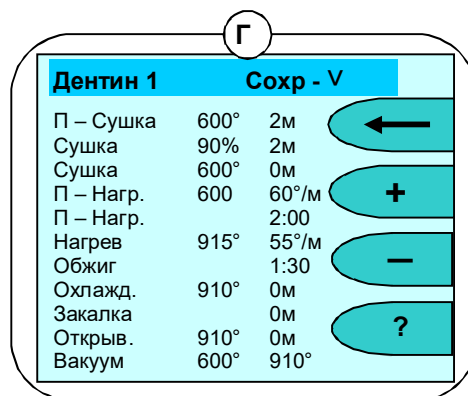 Г
Дентин 1 Сохр - V
П – Сушка 600° 2м
Сушка 90% 2м
Сушка 600° 0м
П – Нагр. 600 60°/м
П – Нагр. 2:00
Нагрев 915° 55°/м
Обжиг 1:30
Охлажд. 910° 0м
Закалка 0м
Открыв. 910° 0м
Вакуум 600° 910°
+
–
?